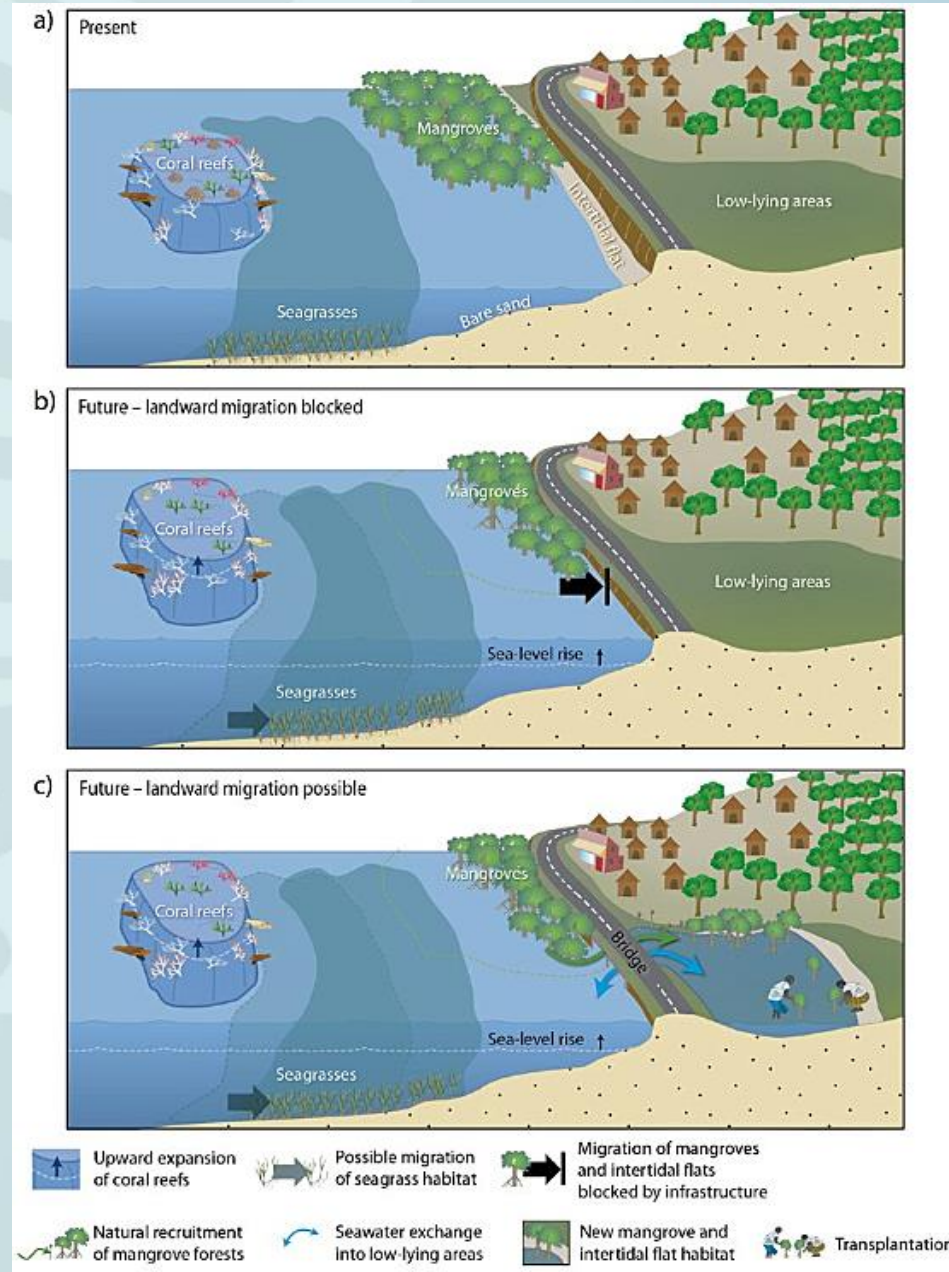 a)
Present
Coral reefs
Mangroves
Intertidal flat
Low-lying areas
Seagrasses
Bare sand
b)
Future – landward migration blocked
Coral reefs
Mangroves
Low-lying areas
Sea-level rise
Seagrasses
c)
Future – landward migration possible
Coral reefs
Mangroves
Bridge
Sea-level rise
Seagrasses
Upward expansion
of coral reefs
Possible migration
of seagrass habitat
Migration of mangroves
and intertidal flats
blocked by infrastructure
Natural recruitment
of mangrove forests
Seawater exchange
into low-lying areas
New mangrove and
intertidal flat habitat
Transplantation